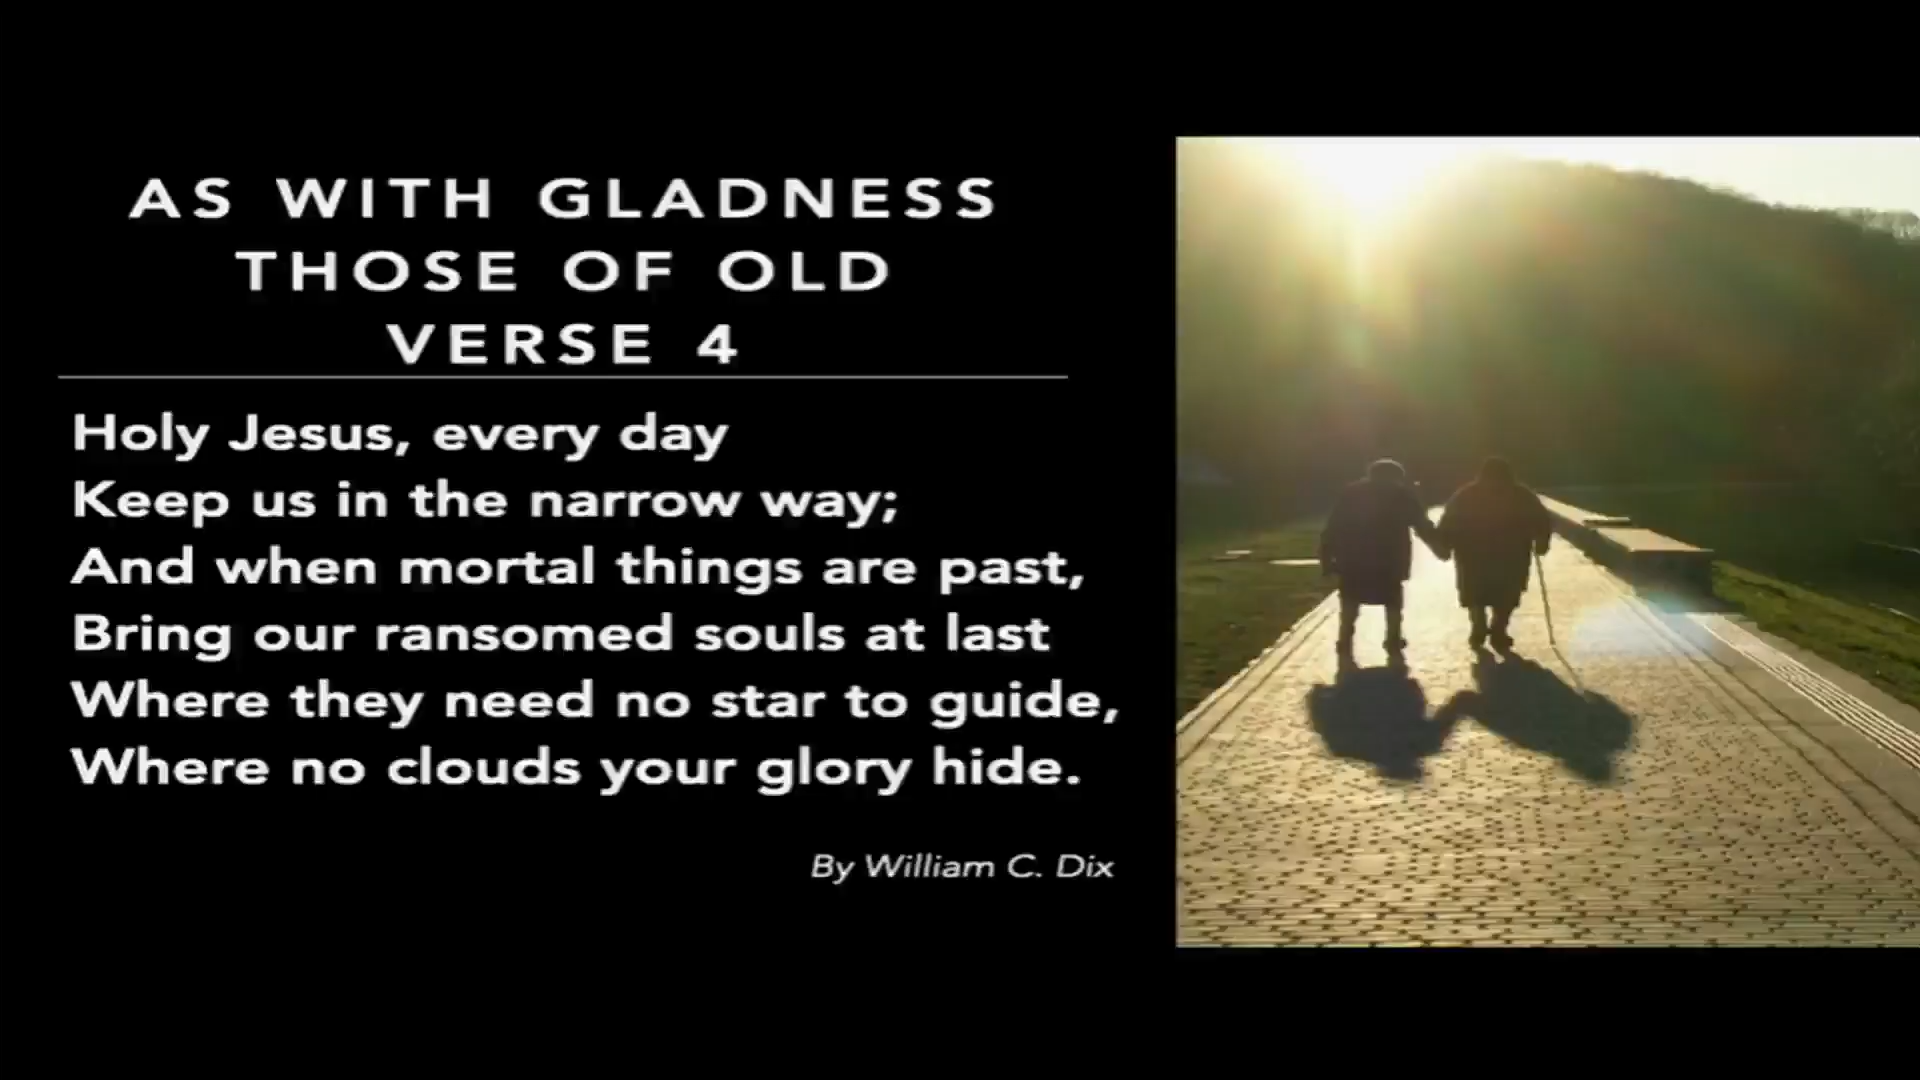 AS WITH GLADNESS
THOSE OF OLD
VERSE 4
Holy Jesus, every day
Keep us in the narrow way;
And when mortal things are past,
Bring our ransomed souls at last
Where they need no star to guide,
Where no clouds your glory hide.
By William C. Dix